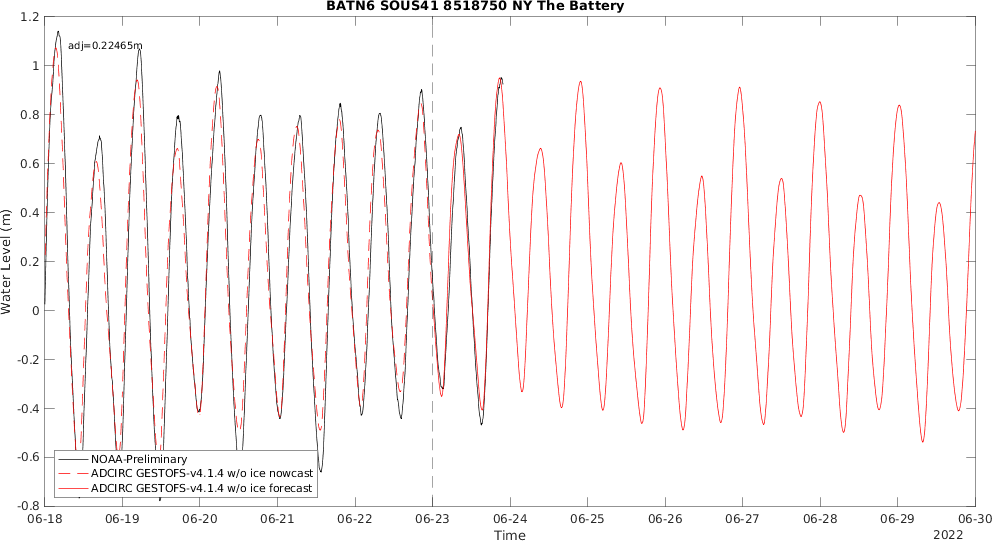 BATN6 SOUS41 8518750 NY The Battery
adj=0.22465m
1.2
1
0.8
0.6
0.4
0.2
0
-0.2
-0.4
-0.6
-0.8
Water Level (m)
NOAA-Preliminary
ADCIRC GESTOFS-v4.1.4 w/o ice nowcast
ADCIRC GESTOFS-v4.1.4 w/o ice forecast
06-18 06-19 06-20 06-21 06-22 06-23 06-24 06-25 06-26 06-27 06-28 06-29 06-30
Time
2022